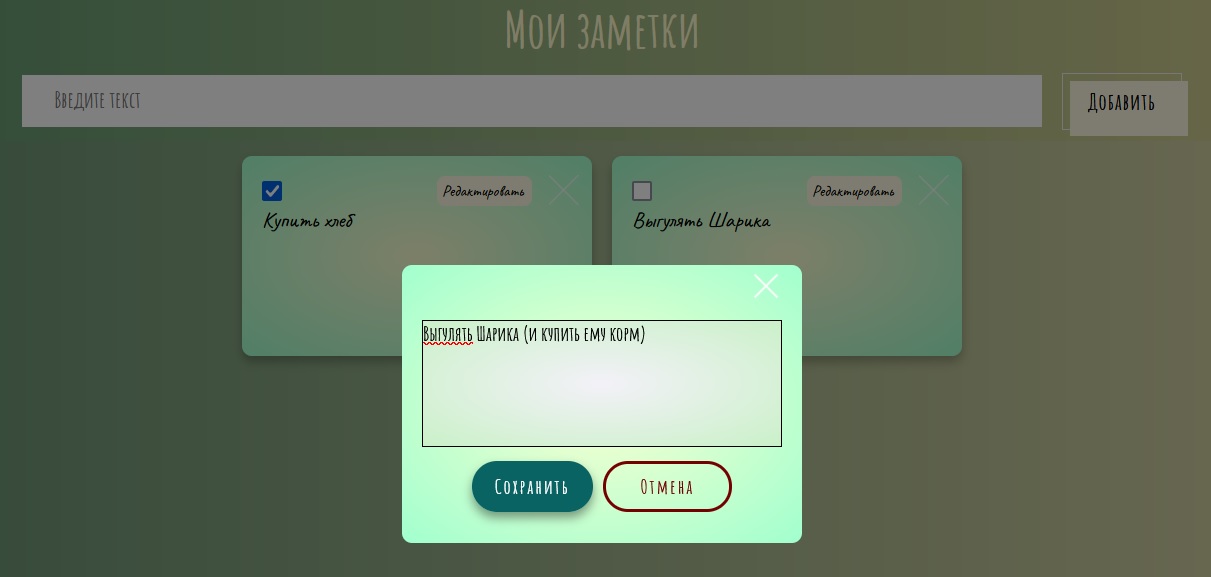 Мои заметки
Введите текст
Добавить
Редактировать
Купить хлеб
Редактировать
Выгулять Шарика
Выгулять Шарика (и купить ему корм)
Сохранить
Отмена